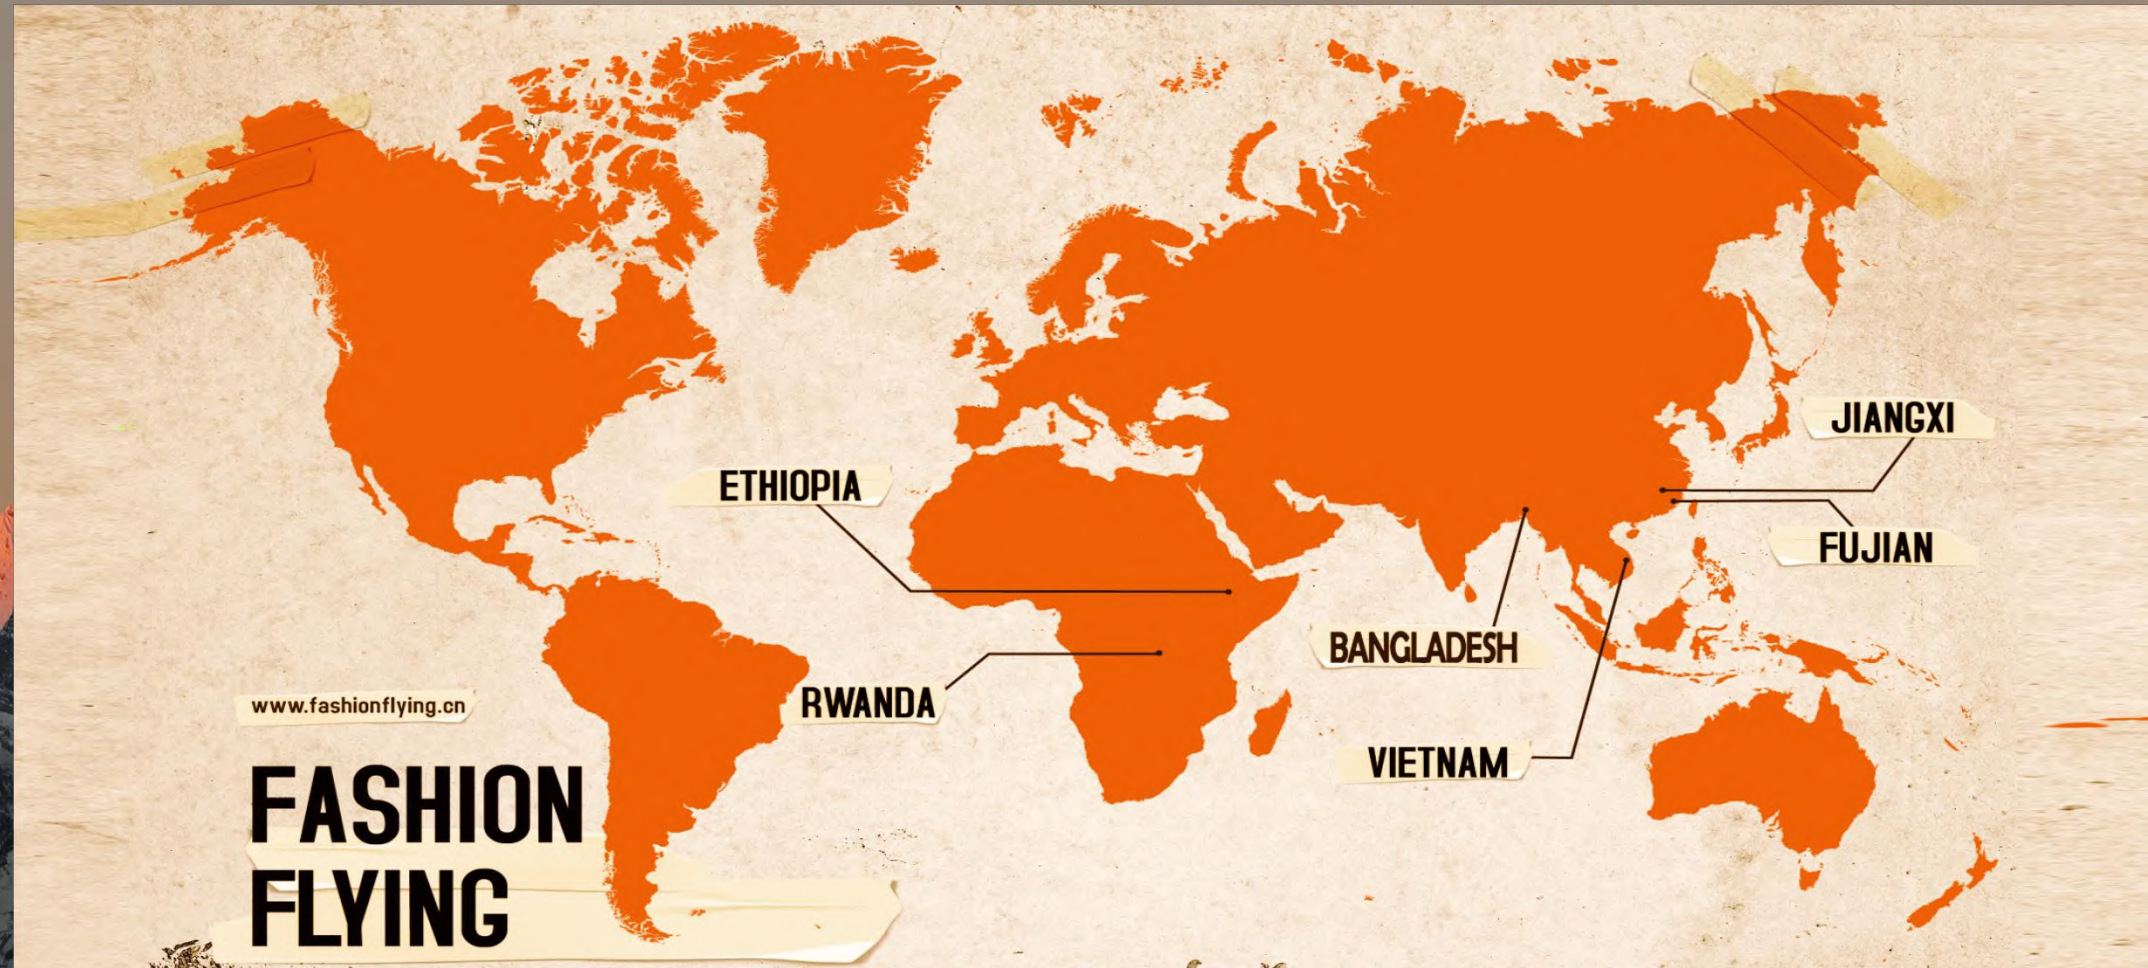 JIANGXI
ETHIOPIA
FUJIAN
BANGLADESH
RWANDA
www.fashionflying.cn
VIETNAM
FASHION
FLYING